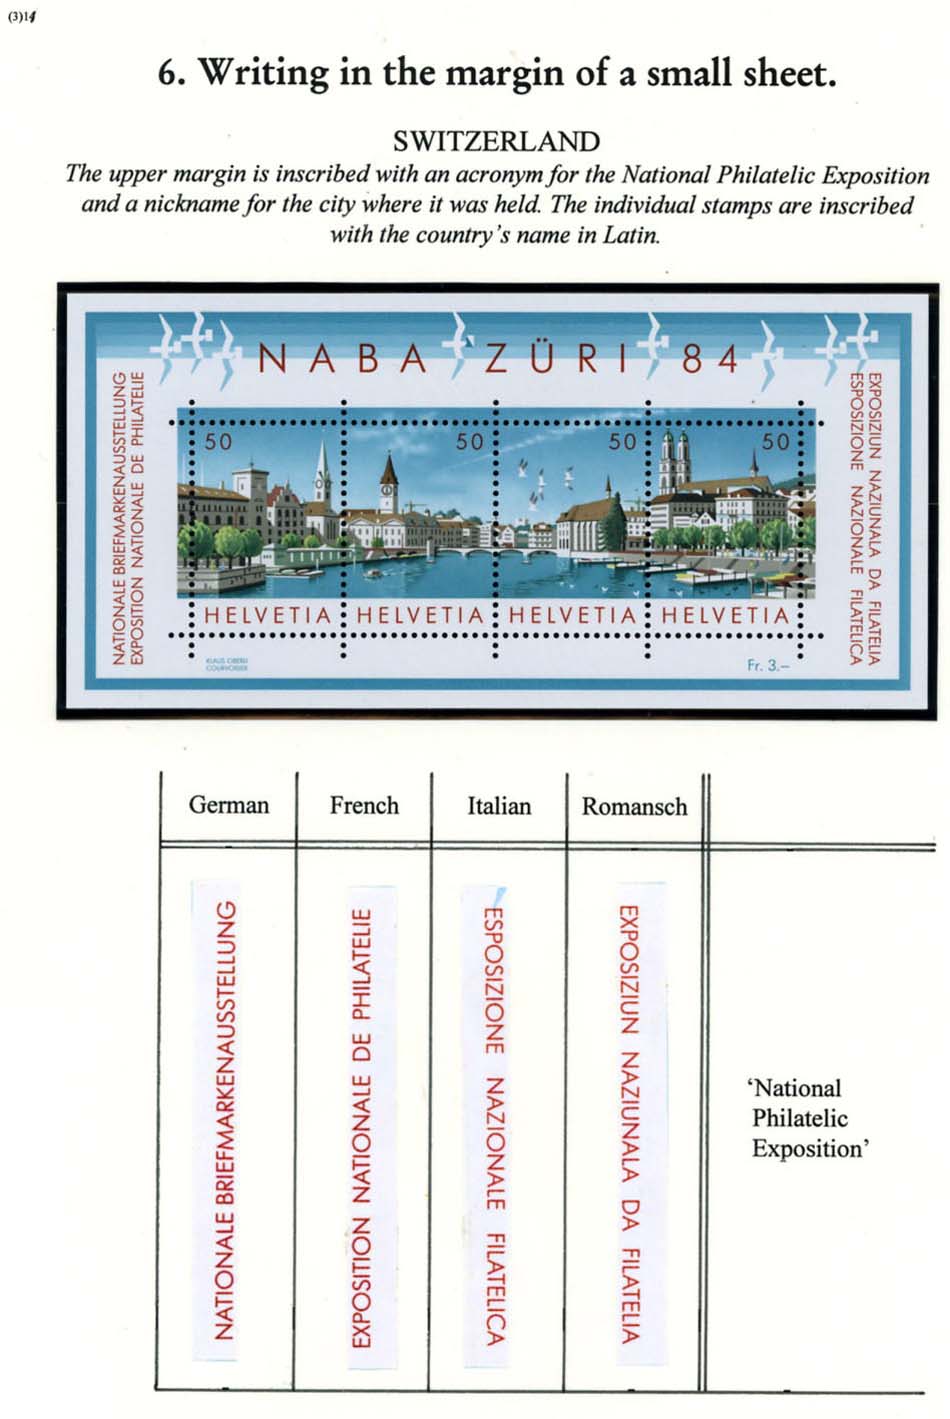 (3)14
6. Writing in the margin of a small sheet.
SWITZERLAND
The upper margin is inscribed with an acronym for the National Philatelic Exposition
and a nickname for the city where it was held. The individual stamps are inscribed
with the country's name in Latin.
NABA ZÜRI 84
NATIONALE BRIEFMARKENAUSSTELLUNG
EXPOSITION NATIONALE DE PHILATELIE
50 50 50 50
HELVETIA HELVETIA HELVETIA HELVETIA
KLAUS OBERLI
COURVOISIER
Fr. 3.–
EXPOSIZIUN NAZIUNALA DA FILATELIA
ESPOSIZIONE NAZIONALE FILATELICA
German French Italian Romansch
NATIONALE BRIEFMARKENAUSSTELLUNG
EXPOSITION NATIONALE DE PHILATELIE
ESPOSIZIONE NAZIONALE FILATELICA
EXPOSIZIUN NAZIUNALA DA FILATELIA
‘National
Philatelic
Exposition’